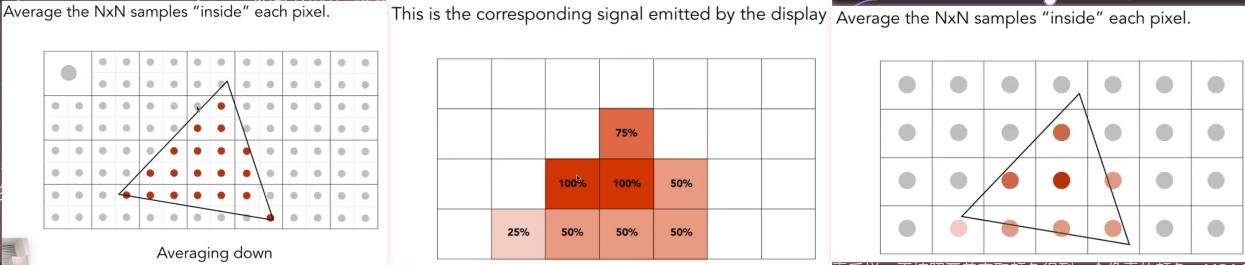 Average the NxN samples “inside” each pixel.
Averaging down
This is the corresponding signal emitted by the display
75%
100% 100% 50%
25% 50% 50% 50%
Average the NxN samples “inside” each pixel.